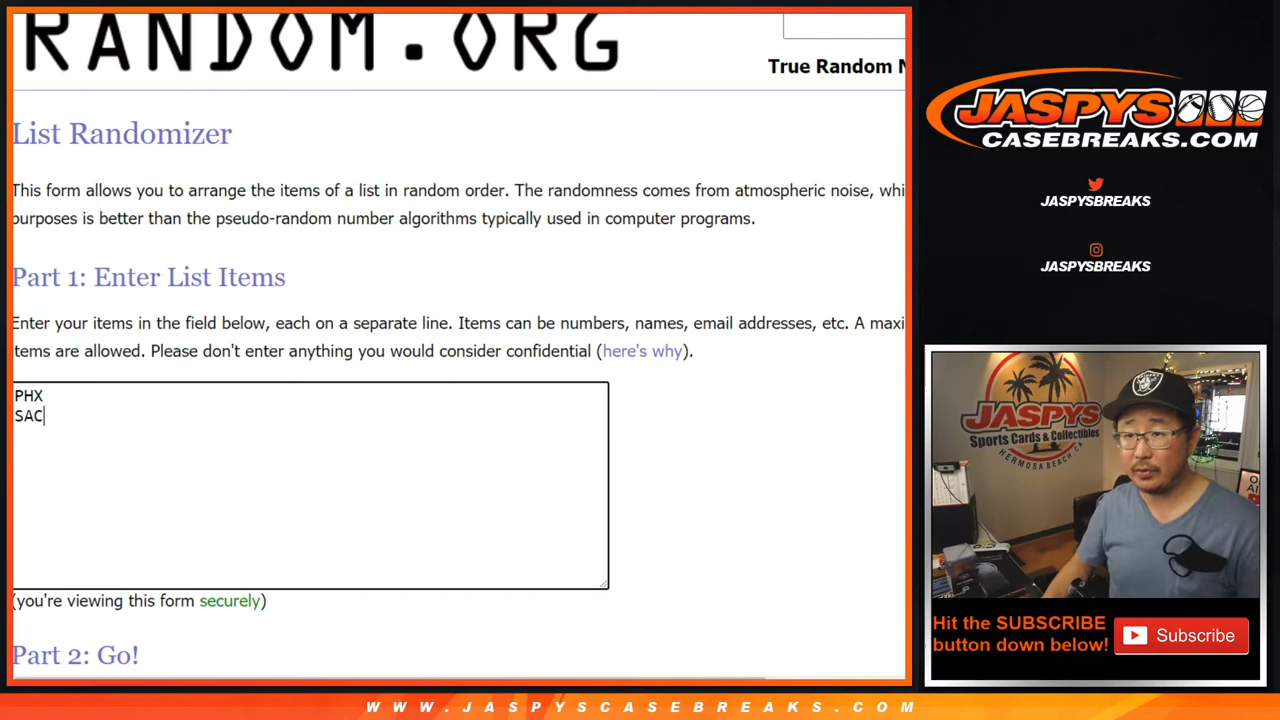 RANDOM.ORG
True Random N
List Randomizer
This form allows you to arrange the items of a list in random order. The randomness comes from atmospheric noise, whi
purposes is better than the pseudo-random number algorithms typically used in computer programs.
Part 1: Enter List Items
Enter your items in the field below, each on a separate line. Items can be numbers, names, email addresses, etc. A maxi
items are allowed. Please don't enter anything you would consider confidential (here's why).
PHX
SAC
(you're viewing this form securely)
Part 2: Go!
JASPYS
CASEBREAKS.COM
JASPYSBREAKS
JASPYSBREAKS
JASPYS
Sports Cards & Collectibles
HERMOSA BEACH, CA
Hit the SUBSCRIBE
button down below!
Subscribe
WWW.JASPYSCASEBREAKS.COM